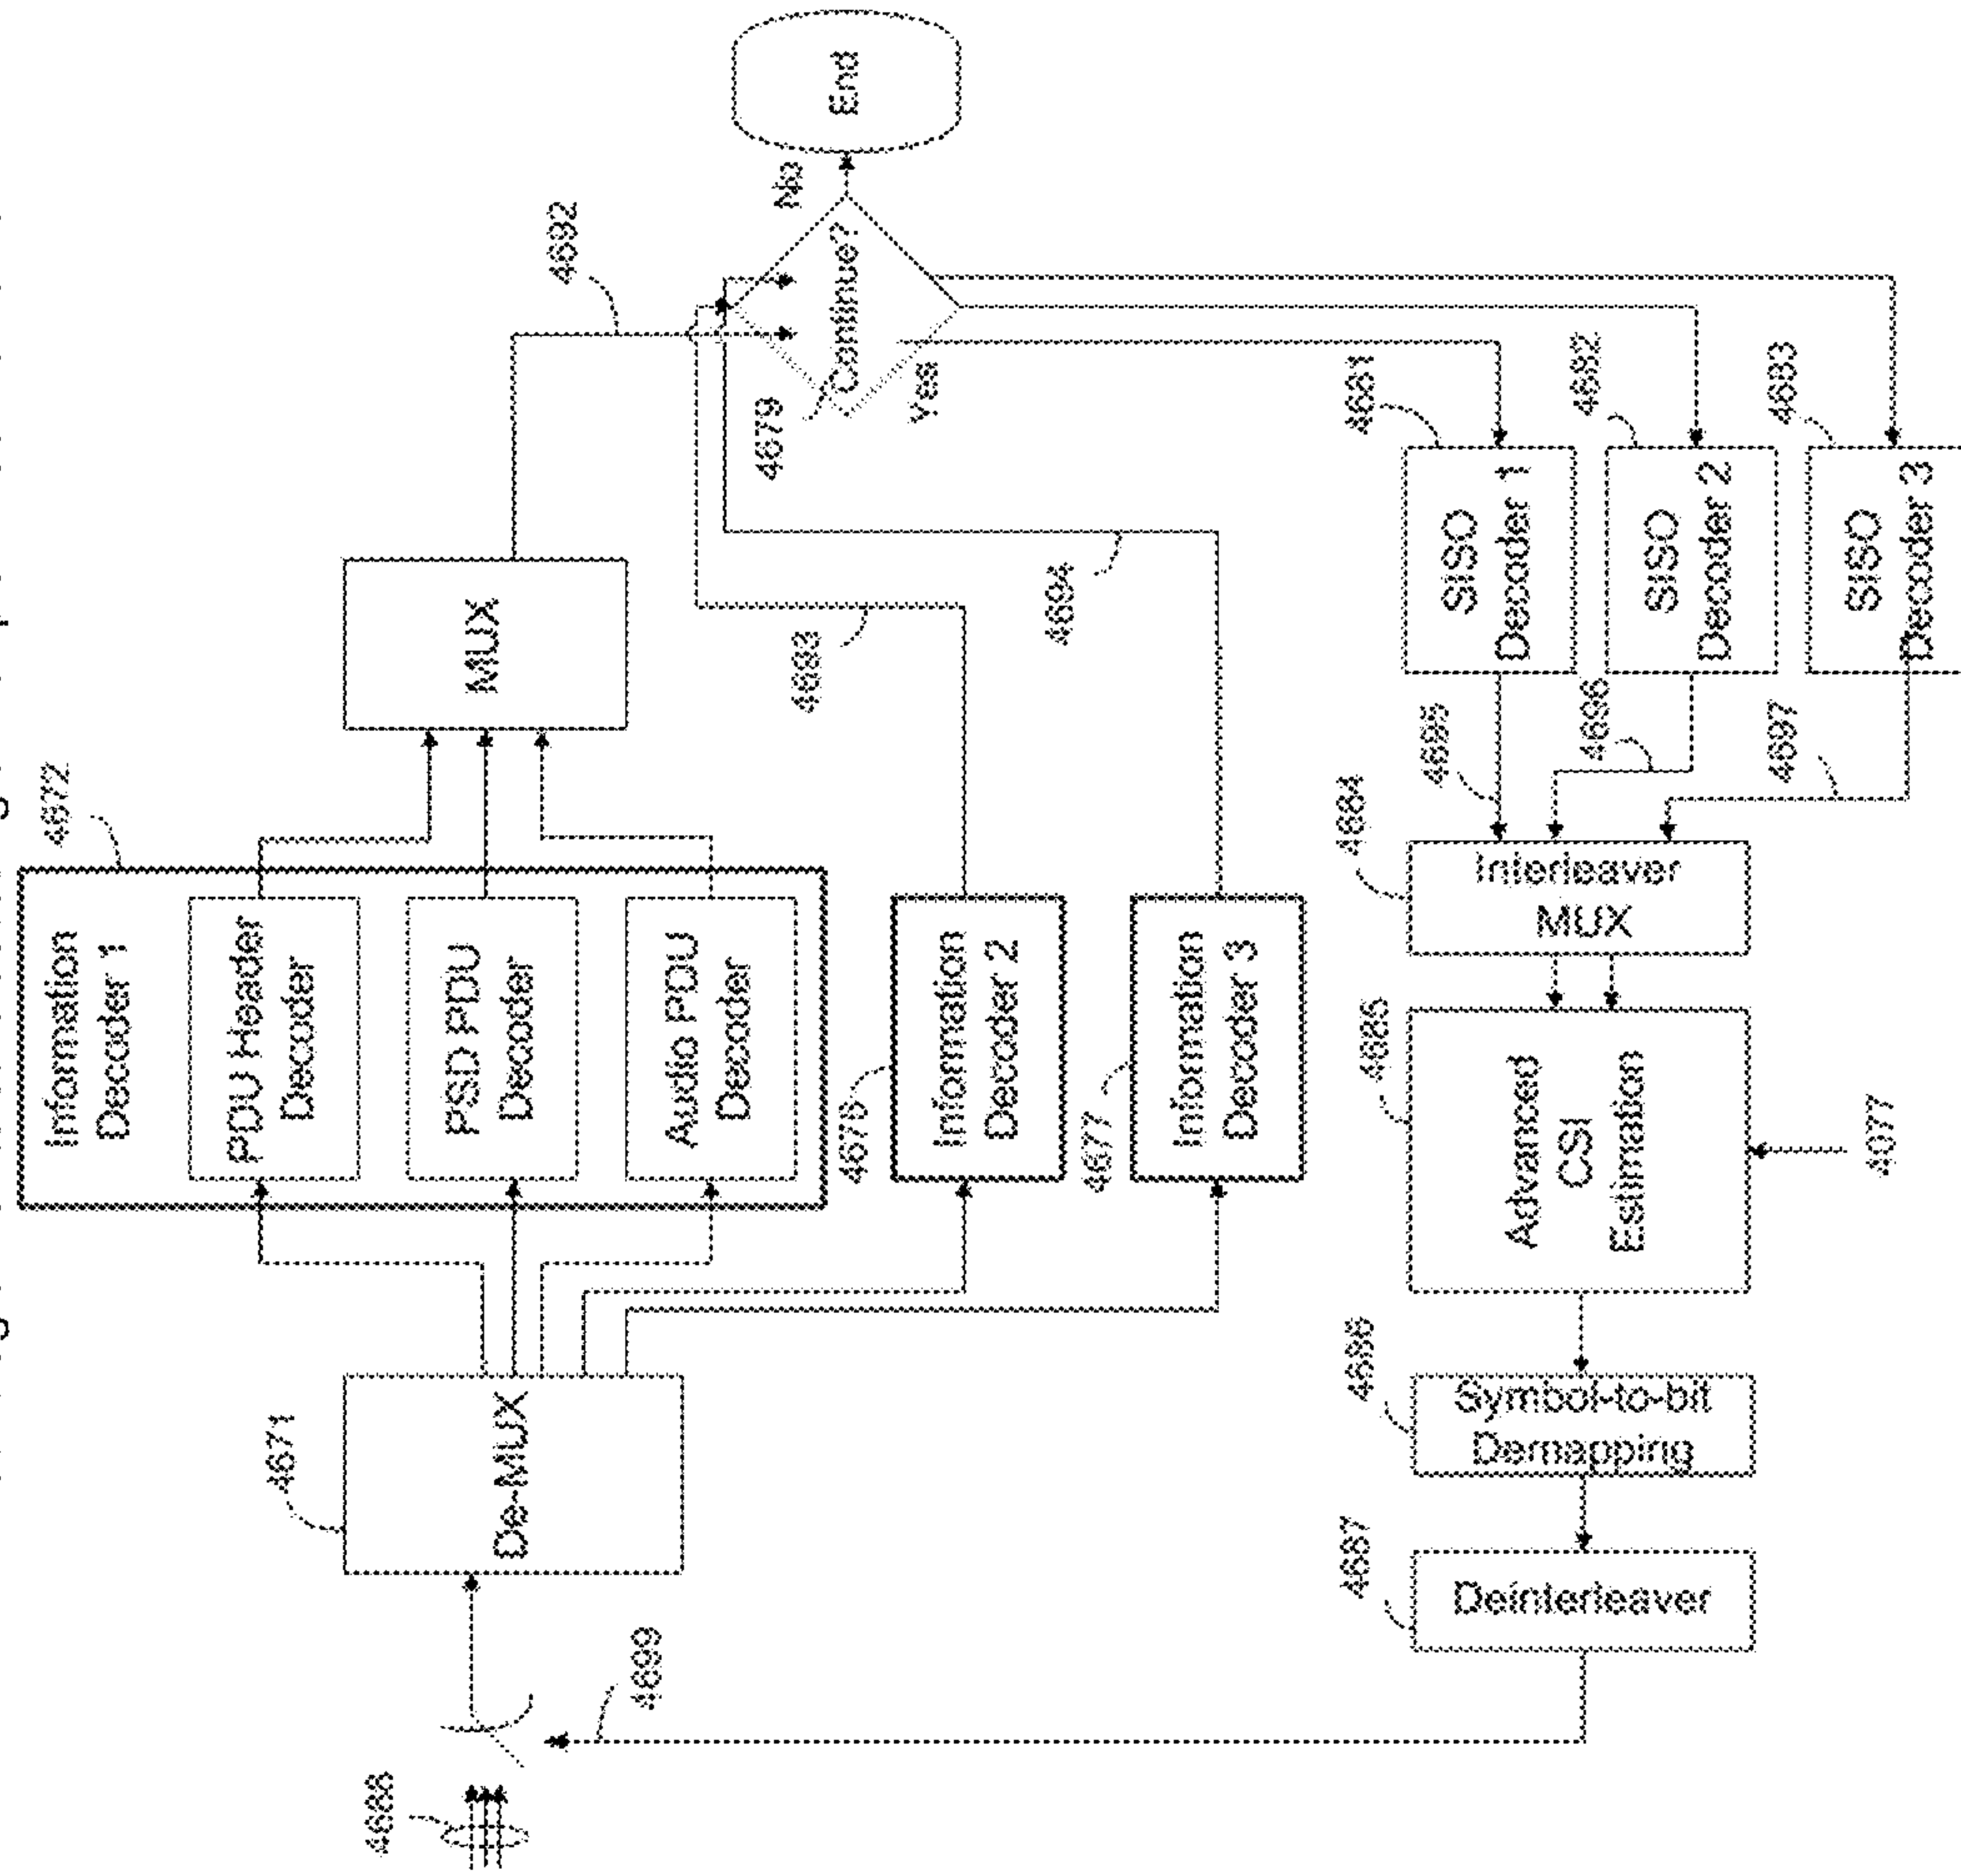 4688
4699
4671
De-MUX
4672
Information
Decoder 1
PDU Header
Decoder
PSD PDU
Decoder
Audio PDU
Decoder
Information
Decoder 2
4677
Information
Decoder 3
MUX
4692
4693
4694
4679
Continue?
No
Yes
End
4681
SISO
Decoder 1
4682
SISO
Decoder 2
4683
SISO
Decoder 3
4695
4696
4697
4684
Interleaver
MUX
4685
Advanced
CSI
Estimation
4077
4686
Symbol-to-bit
Demapping
4687
Deinterleaver